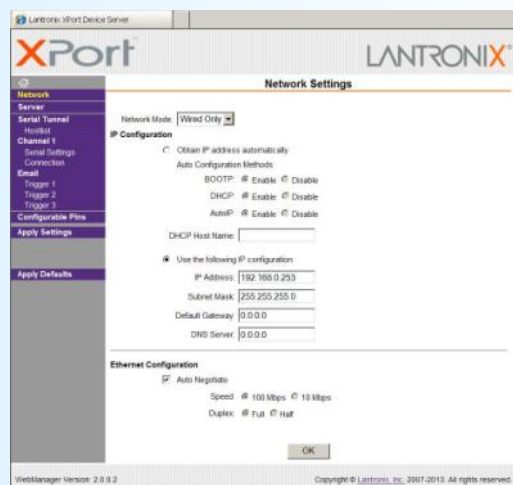 Lantronix XPort Device Server
XPort
LANTRONIX
Network Settings
Network
Server
Serial Tunnel
Hostlist
Channel 1
Serial Settings
Connection
Email
Trigger 1
Trigger 2
Trigger 3
Configurable Pins
Apply Settings
Apply Defaults
Network Mode: Wired Only
IP Configuration
Obtain IP address automatically
Auto Configuration Methods
BOOTP: Enable Disable
DHCP: Enable Disable
AutoIP: Enable Disable
DHCP Host Name:
Use the following IP configuration:
IP Address: 192.168.0.253
Subnet Mask: 255.255.255.0
Default Gateway: 0.0.0.0
DNS Server: 0.0.0.0
Ethernet Configuration
Auto Negotiate
Speed: 100 Mbps 10 Mbps
Duplex: Full Half
OK
WebManager Version: 2.0.0.2
Copyright © Lantronix, Inc. 2007-2013. All rights reserved.